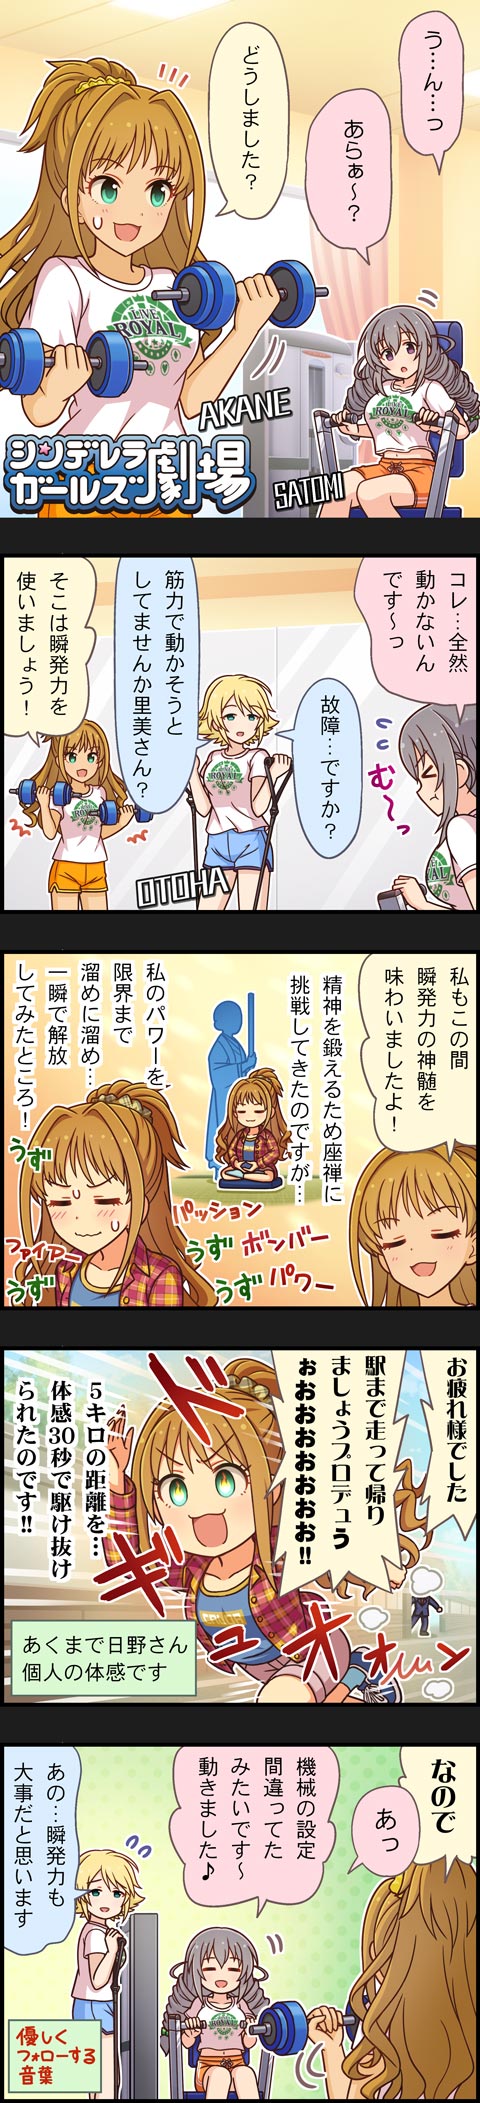 う…ん…っ
あらぁ～？
どうしました？
AKANE
SATOMI
LIVE
ROYAL
LIVE
ROYAL
シンデレラ
ガールズ劇場
コレ…全然
動かないん
です～っ
む～っ
故障…ですか？
筋力で動かそうと
してませんか里美さん？
そこは瞬発力を
使いましょう！
OTOHA
私もこの間
瞬発力の神髄を
味わいましたよ！
精神を鍛えるため座禅に
挑戦してきたのですが…
私のパワーを
限界まで
溜めに溜め…
一瞬で解放
してみたところ！
うず
ファイアー
うず
パッション
うず
ボンバー
うず
パワー
お疲れ様でした
駅まで走って帰り
ましょうプロデュう
ぉぉぉぉぉぉぉぉ!!
ドギュオオォン
5キロの距離を…
体感30秒で駆け抜け
られたのです!!
あくまで日野さん
個人の体感です
なので
あっ
機械の設定
間違ってた
みたいです～
動きました♪
あの…瞬発力も
大事だと思います
優しく
フォローする
音葉